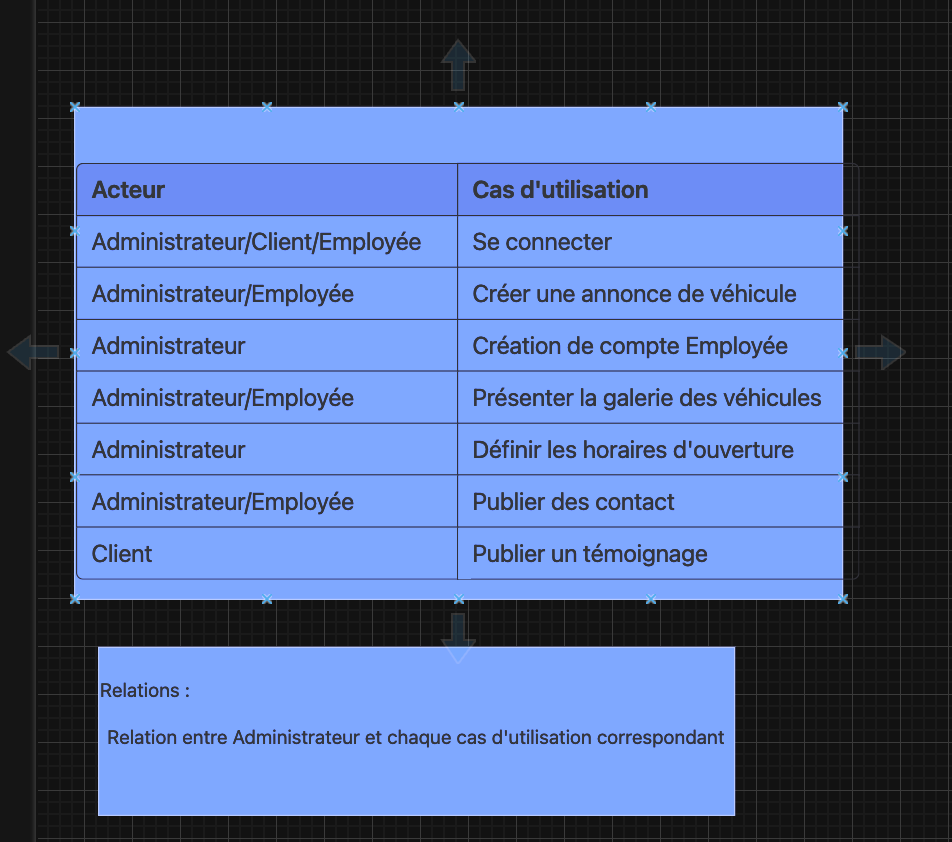 Acteur Cas d'utilisation
Administrateur/Client/Employée Se connecter
Administrateur/Employée Créer une annonce de véhicule
Administrateur Création de compte Employée
Administrateur/Employée Présenter la galerie des véhicules
Administrateur Définir les horaires d'ouverture
Administrateur/Employée Publier des contact
Client Publier un témoignage
Relations :
Relation entre Administrateur et chaque cas d'utilisation correspondant